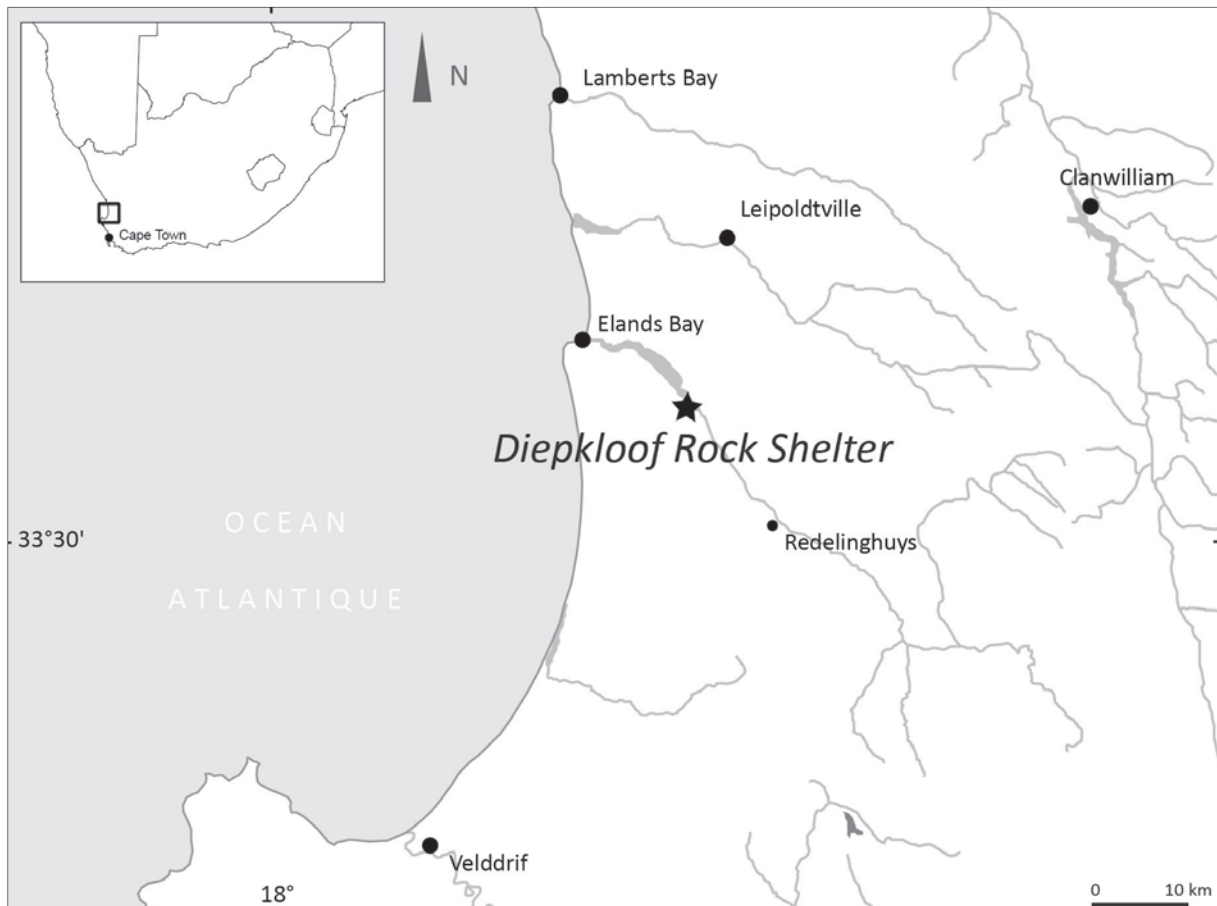 N
Lamberts Bay
Clanwilliam
Leipoldtville
Cape Town
Elands Bay
Diepkloof Rock Shelter
OCEAN
33°30'
Redelinghuys
ATLANTIQUE
Velddrif
18°
0 10 km